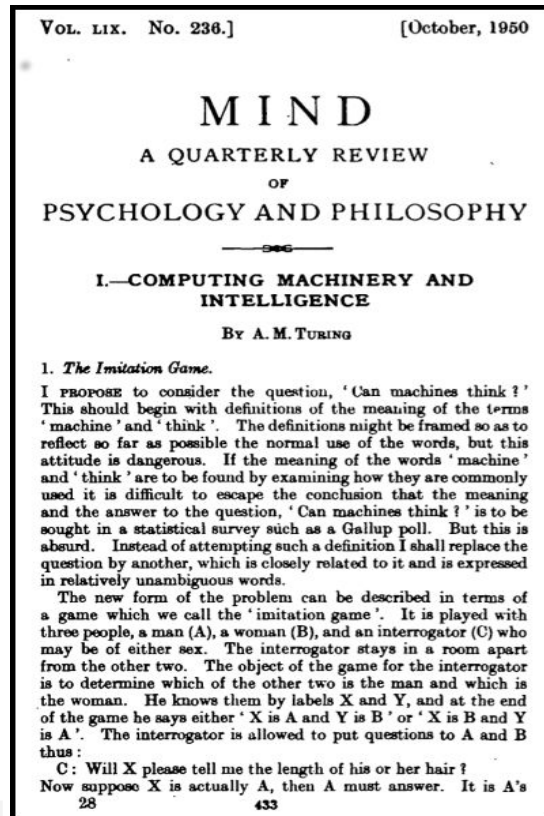 VOL. LIX. No. 236.] [October, 1950
MIND
A QUARTERLY REVIEW
OF
PSYCHOLOGY AND PHILOSOPHY
I.—COMPUTING MACHINERY AND
INTELLIGENCE
BY A. M. TURING
1. The Imitation Game.
I PROPOSE to consider the question, ‘ Can machines think ? ’
This should begin with definitions of the meaning of the terms
‘ machine ’ and ‘ think ’. The definitions might be framed so as to
reflect so far as possible the normal use of the words, but this
attitude is dangerous. If the meaning of the words ‘ machine ’
and ‘ think ’ are to be found by examining how they are commonly
used it is difficult to escape the conclusion that the meaning
and the answer to the question, ‘ Can machines think ? ’ is to be
sought in a statistical survey such as a Gallup poll. But this is
absurd. Instead of attempting such a definition I shall replace the
question by another, which is closely related to it and is expressed
in relatively unambiguous words.
The new form of the problem can be described in terms of
a game which we call the ‘ imitation game ’. It is played with
three people, a man (A), a woman (B), and an interrogator (C) who
may be of either sex. The interrogator stays in a room apart
from the other two. The object of the game for the interrogator
is to determine which of the other two is the man and which is
the woman. He knows them by labels X and Y, and at the end
of the game he says either ‘ X is A and Y is B ’ or ‘ X is B and Y
is A ’. The interrogator is allowed to put questions to A and B
thus :
C : Will X please tell me the length of his or her hair ?
Now suppose X is actually A, then A must answer. It is A’s
28 433